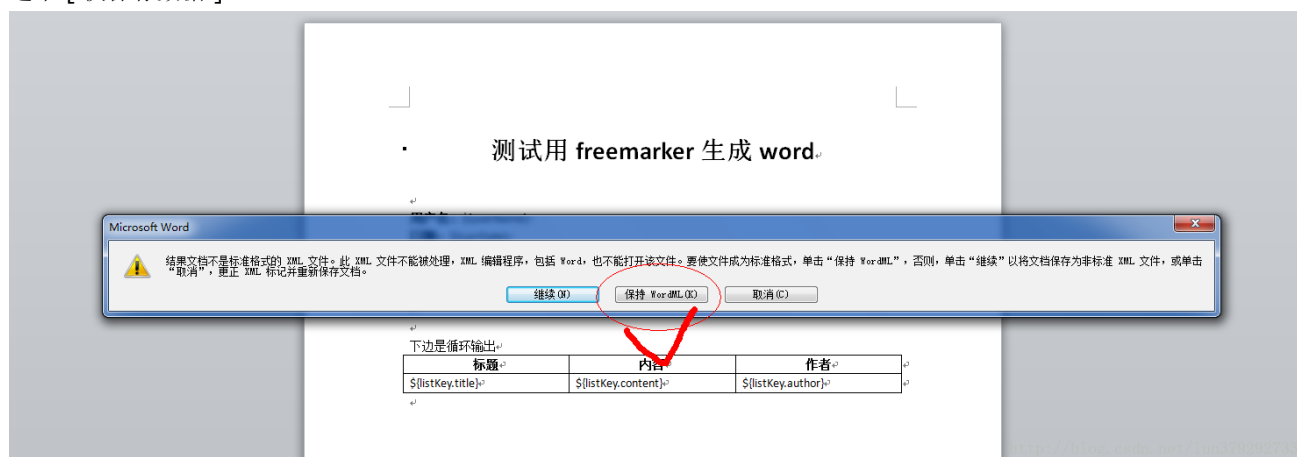 测试用 freemarker 生成 word
Microsoft Word
结果文档不是标准格式的 XML 文件。此 XML 文件不能被处理，XML 编辑程序，包括 Word，也不能打开该文件。要使文件成为标准格式，单击“保持 WordML”，否则，单击“继续”以将文档保存为非标准 XML 文件，或单击
“取消”，更正 XML 标记并重新保存文档。
继续(N) 保持 WordML(K) 取消(C)
下边是循环输出
标题 内容 作者
${listKey.title} ${listKey.content} ${listKey.author}